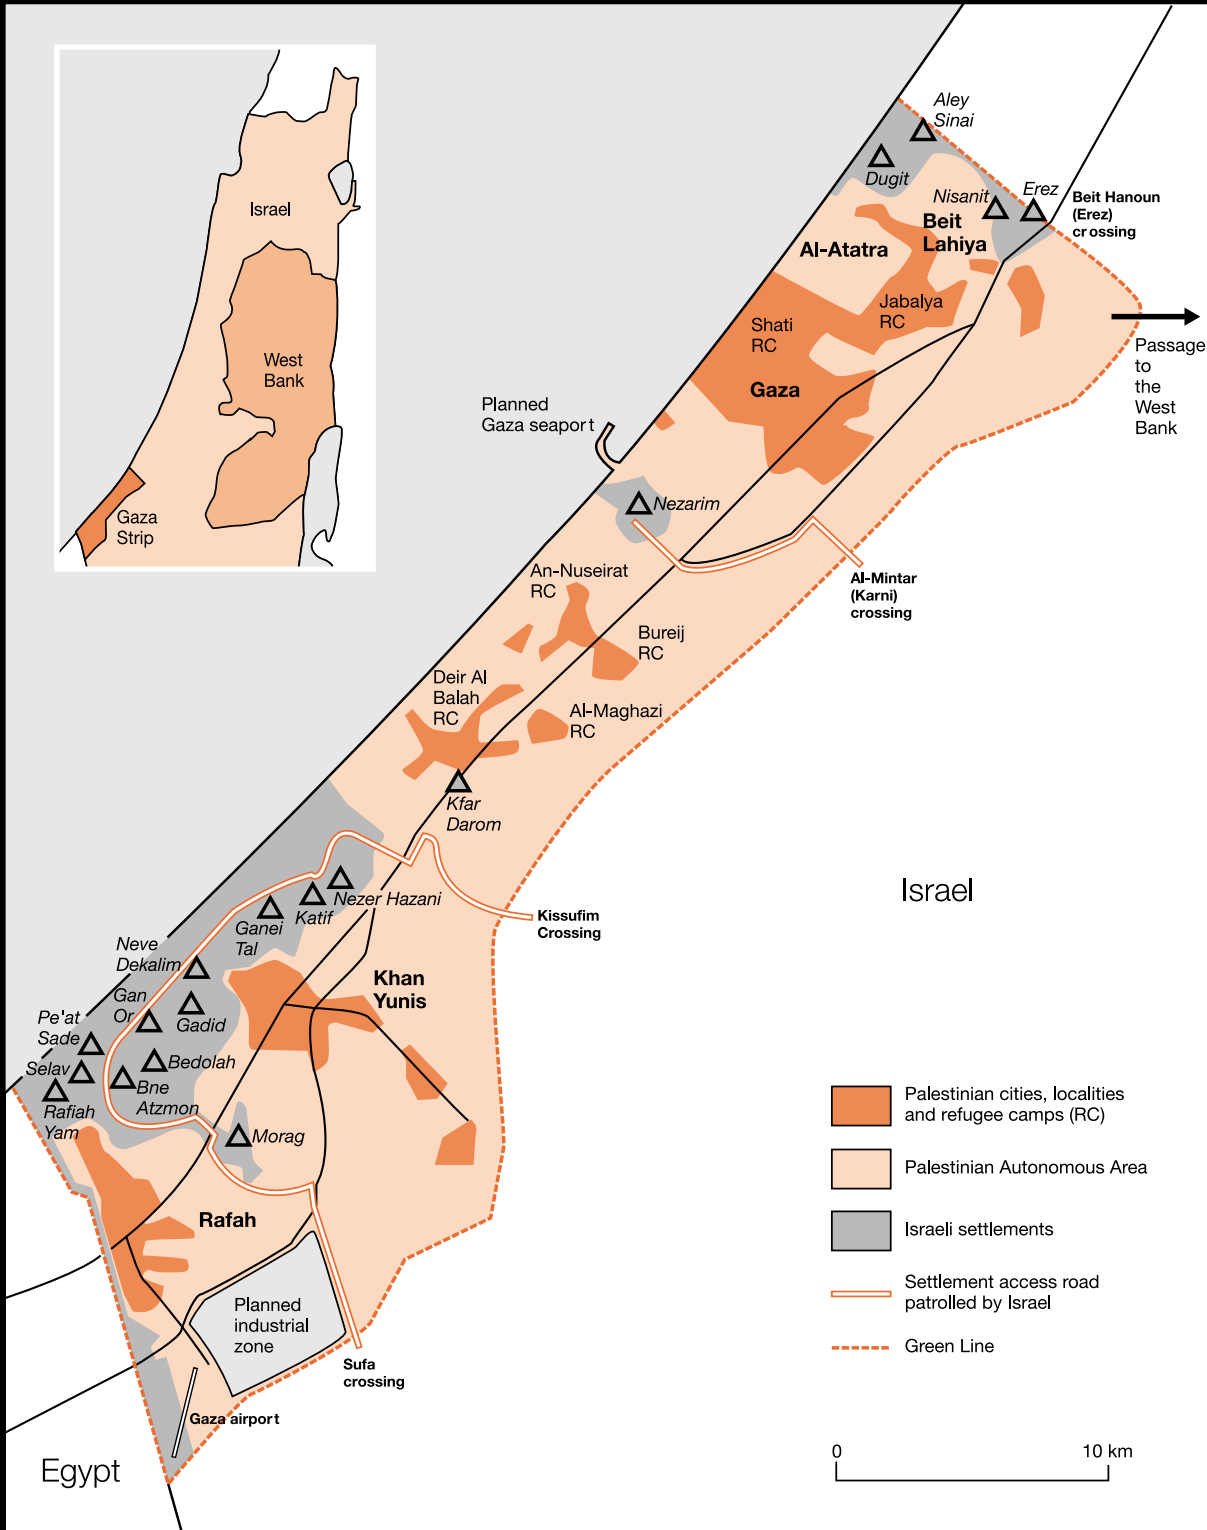 Israel
West
Bank
Gaza
Strip
Aley
Sinai
Dugit
Nisanit
Erez
Beit Hanoun
(Erez)
crossing
Beit
Lahiya
Al-Atatra
Jabalya
RC
Shati
RC
Gaza
Passage
to
the
West
Bank
Planned
Gaza seaport
Nezarim
Al-Mintar
(Karni)
crossing
An-Nuseirat
RC
Bureij
RC
Deir Al
Balah
RC
Al-Maghazi
RC
Kfar
Darom
Israel
Nezer Hazani
Katif
Ganei
Tal
Kissufim
Crossing
Neve
Dekalim
Khan
Yunis
Gan
Or
Gadid
Pe'at
Sade
Selav
Bedolah
Bne
Atzmon
Rafiah
Yam
Morag
Rafah
Planned
industrial
zone
Sufa
crossing
Gaza airport
Egypt
Palestinian cities, localities
and refugee camps (RC)
Palestinian Autonomous Area
Israeli settlements
Settlement access road
patrolled by Israel
Green Line
0
10 km